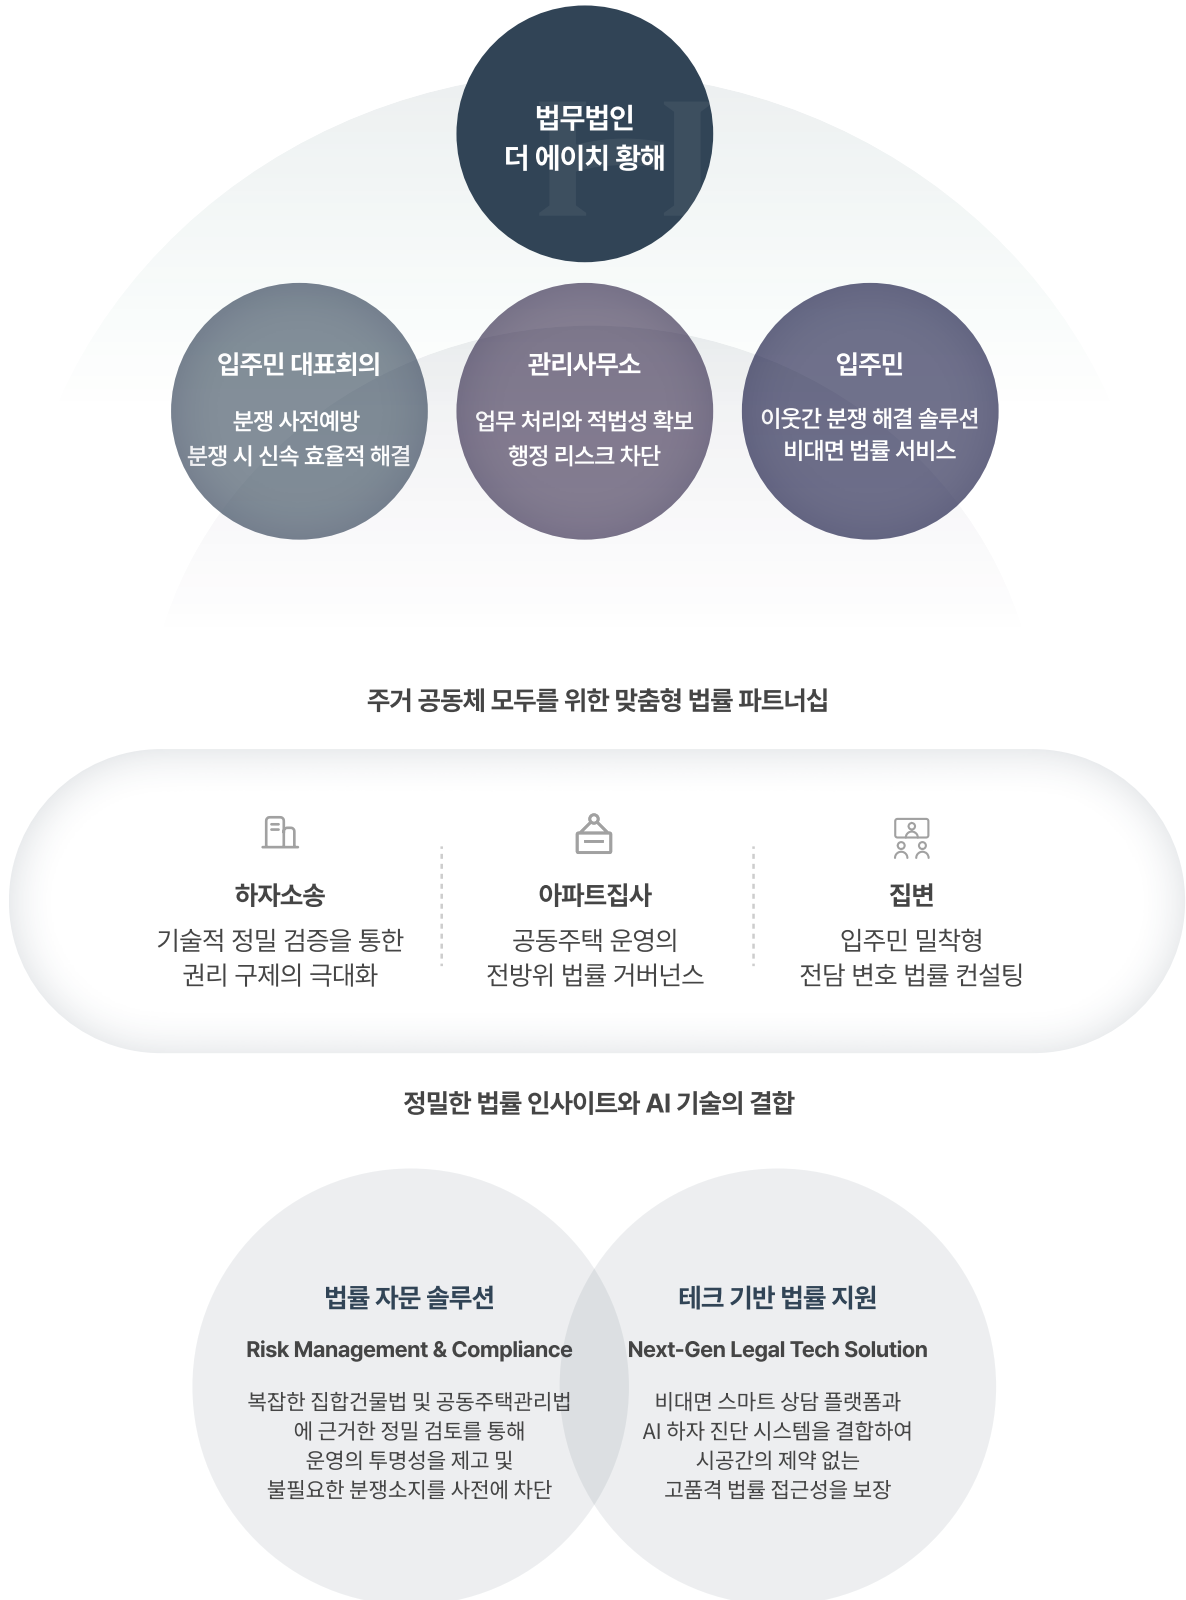 법무법인
더 에이치 황해
입주민 대표회의
분쟁 사전예방
분쟁 시 신속 효율적 해결
관리사무소
업무 처리와 적법성 확보
행정 리스크 차단
입주민
이웃간 분쟁 해결 솔루션
비대면 법률 서비스
주거 공동체 모두를 위한 맞춤형 법률 파트너십
하자소송
기술적 정밀 검증을 통한
권리 구제의 극대화
아파트집사
공동주택 운영의
전방위 법률 거버넌스
집변
입주민 밀착형
전담 변호 법률 컨설팅
정밀한 법률 인사이트와 AI 기술의 결합
법률 자문 솔루션
Risk Management & Compliance
복잡한 집합건물법 및 공동주택관리법
에 근거한 정밀 검토를 통해
운영의 투명성을 제고 및
불필요한 분쟁소지를 사전에 차단
테크 기반 법률 지원
Next-Gen Legal Tech Solution
비대면 스마트 상담 플랫폼과
AI 하자 진단 시스템을 결합하여
시공간의 제약 없는
고품격 법률 접근성을 보장